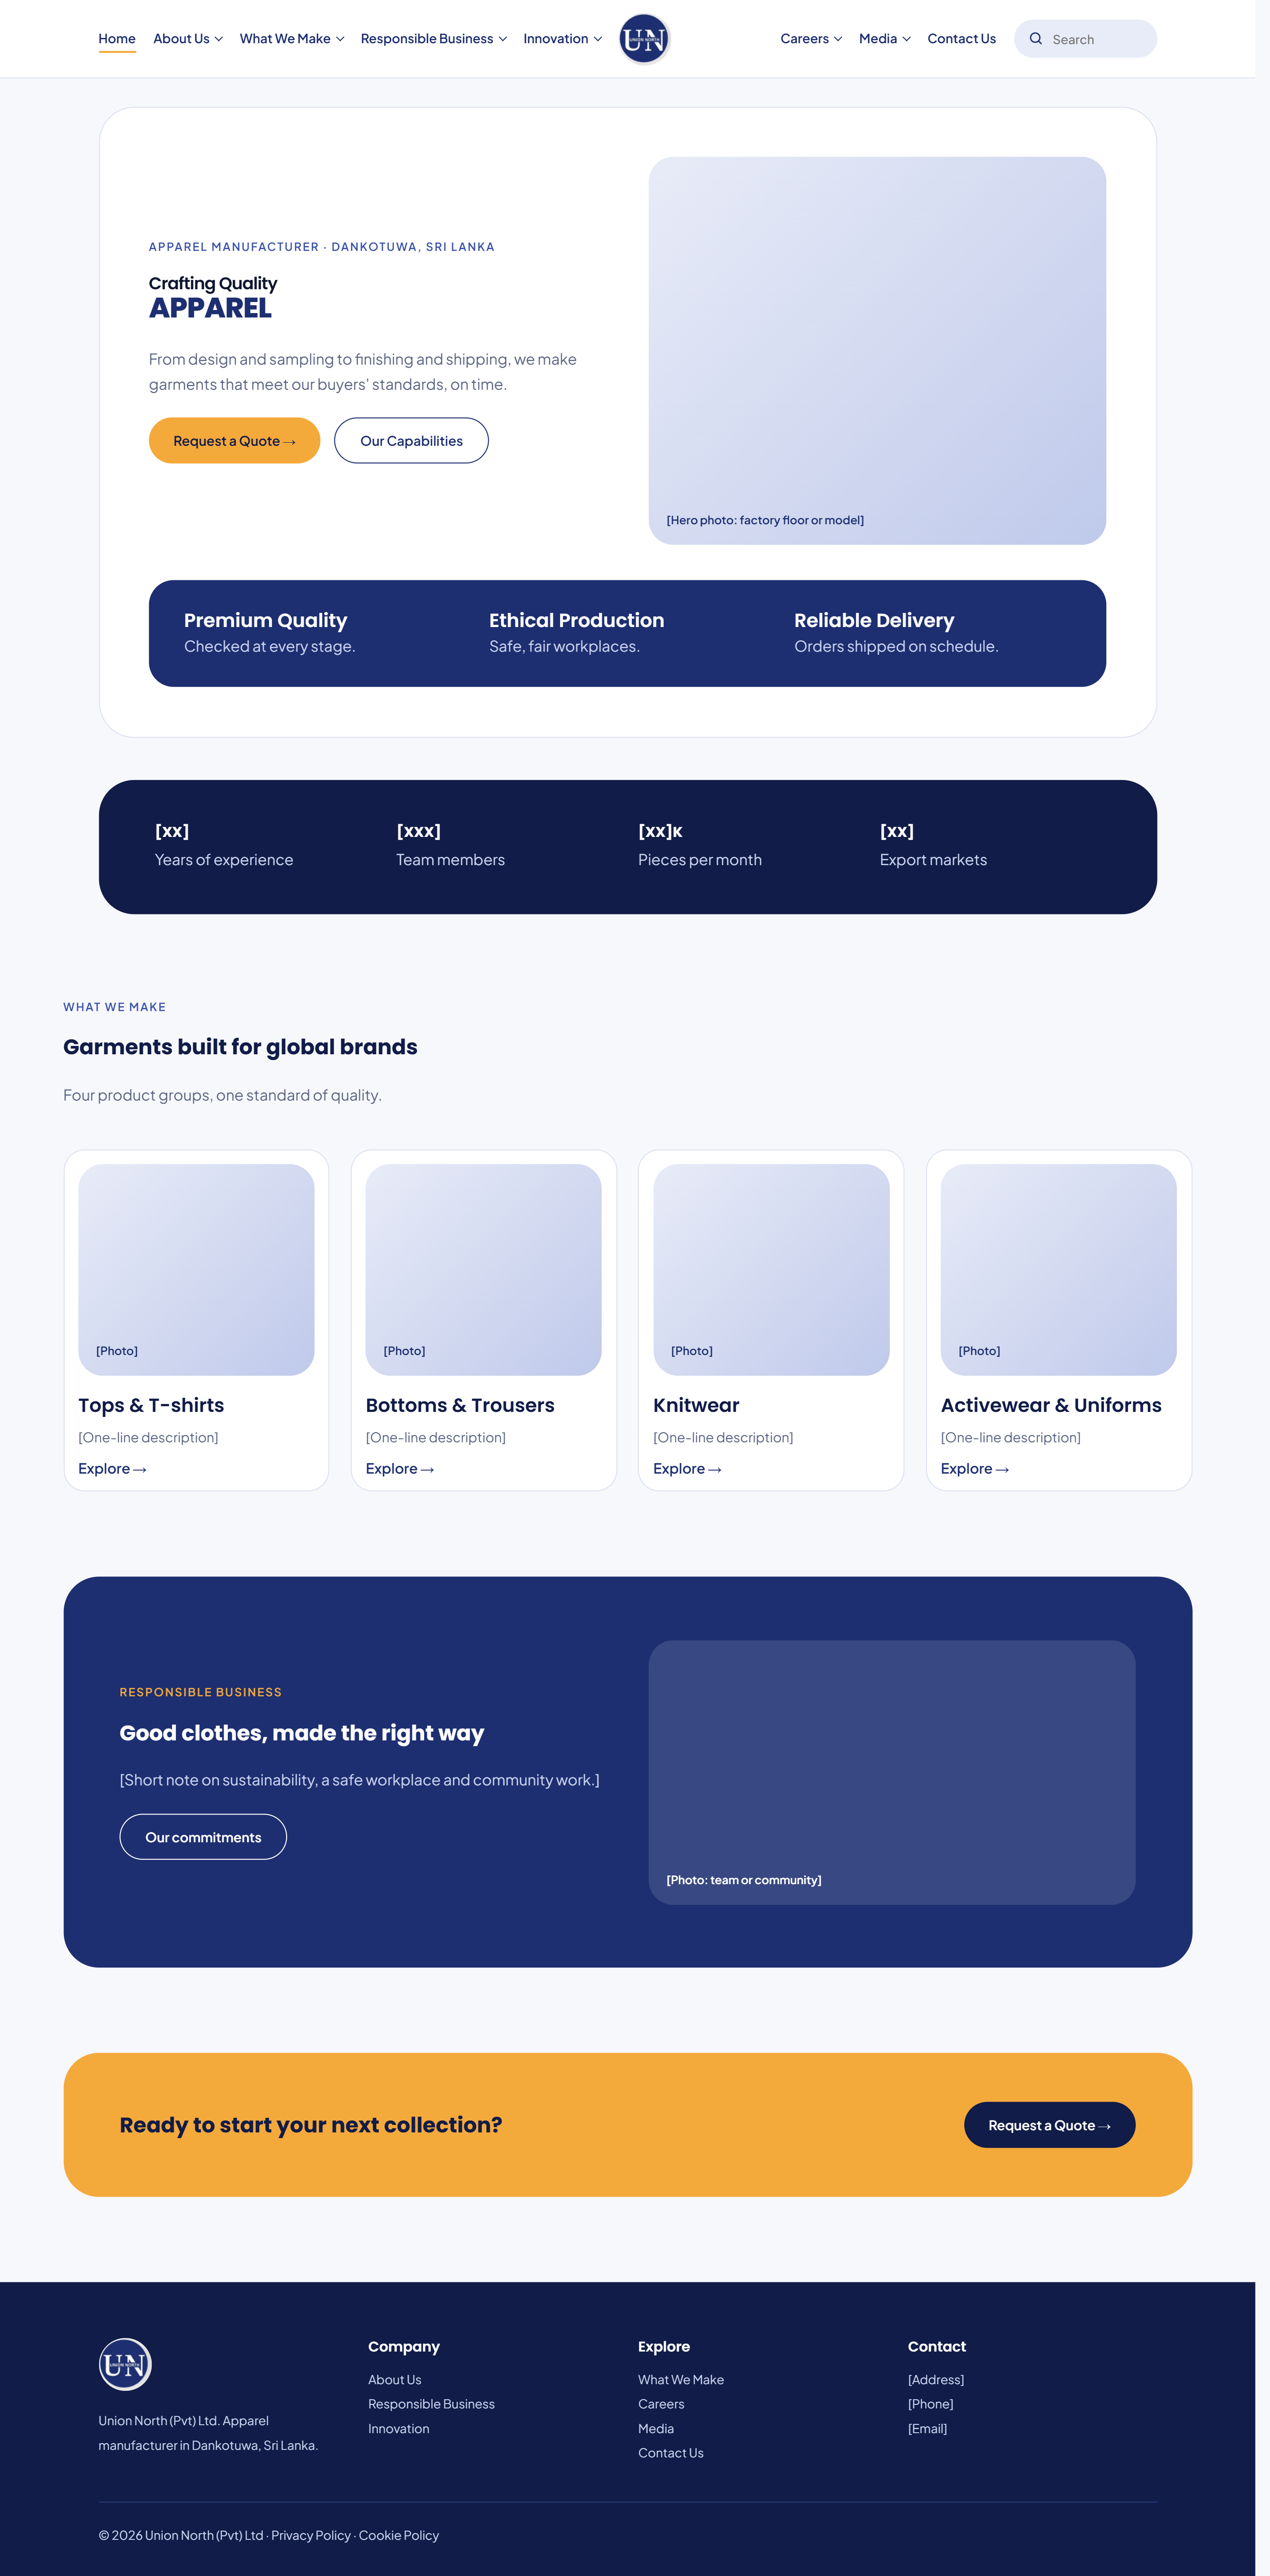 Home
About Us
What We Make
Responsible Business
Innovation
UN
UNION NORTH
Careers
Media
Contact Us
Search
APPAREL MANUFACTURER · DANKOTUWA, SRI LANKA
Crafting Quality
APPAREL
From design and sampling to finishing and shipping, we make
garments that meet our buyers' standards, on time.
Request a Quote →
Our Capabilities
[Hero photo: factory floor or model]
Premium Quality
Checked at every stage.
Ethical Production
Safe, fair workplaces.
Reliable Delivery
Orders shipped on schedule.
[XX]
Years of experience
[XXX]
Team members
[XX]K
Pieces per month
[XX]
Export markets
WHAT WE MAKE
Garments built for global brands
Four product groups, one standard of quality.
[Photo]
Tops & T-shirts
[One-line description]
Explore →
[Photo]
Bottoms & Trousers
[One-line description]
Explore →
[Photo]
Knitwear
[One-line description]
Explore →
[Photo]
Activewear & Uniforms
[One-line description]
Explore →
RESPONSIBLE BUSINESS
Good clothes, made the right way
[Short note on sustainability, a safe workplace and community work.]
Our commitments
[Photo: team or community]
Ready to start your next collection?
Request a Quote →
UN
UNION NORTH
Union North (Pvt) Ltd. Apparel
manufacturer in Dankotuwa, Sri Lanka.
Company
About Us
Responsible Business
Innovation
Explore
What We Make
Careers
Media
Contact Us
Contact
[Address]
[Phone]
[Email]
© 2026 Union North (Pvt) Ltd · Privacy Policy · Cookie Policy